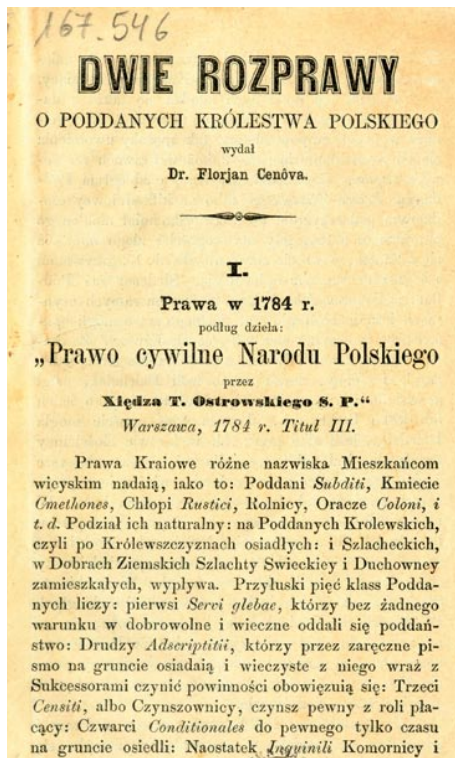 167.546
DWIE ROZPRAWY
O PODDANYCH KRÓLESTWA POLSKIEGO
wydał
Dr. Florjan Cenôva.
I.
Prawa w 1784 r.
podług dzieła:
„Prawo cywilne Narodu Polskiego
przez
Xiędza T. Ostrowskiego S. P.“
Warszawa, 1784 r. Tituł III.
Prawa Kraiowe różne nazwiska Mieszkańcom
wieyskim nadaią, iako to: Poddani Subditi, Kmiecie
Cmethones, Chłopi Rustici, Rolnicy, Oracze Coloni, i
t. d. Podział ich naturalny: na Poddanych Krolewskich,
czyli po Królewszczyznach osiadłych: i Szlacheckich,
w Dobrach Ziemskich Szlachty Swieckiey i Duchowney
zamieszkałych, wypływa. Przyłuski pięć klass Podda-
nych liczy: pierwsi Servi glebae, którzy bez żadnego
warunku w dobrowolne i wieczne oddali się poddań-
stwo: Drudzy Adscriptitii, którzy przez zaręczne pi-
smo na gruncie osiadaią i wieczyste z niego wraź z
Sukcessorami czynić powinności obowięzuią się: Trzeci
Censiti, albo Czynszownicy, czynsz pewny z roli pła-
cący: Czwarci Conditionales do pewnego tylko czasu
na gruncie osiedli: Naostatek Inquinili Komornicy i